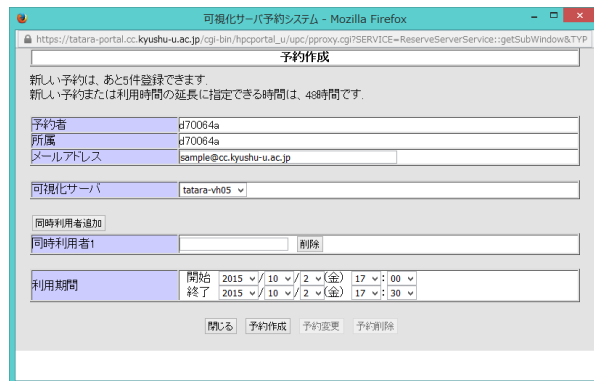 可視化サーバ予約システム - Mozilla Firefox
https://tatara-portal.cc.kyushu-u.ac.jp/cgi-bin/hpcportal_u/upc/pproxy.cgi?SERVICE=ReserveServerService::getSubWindow&TYP
予約作成
新しい予約は、あと5件登録できます.
新しい予約または利用時間の延長に指定できる時間は、48時間です.
予約者 d70064a
所属 d70064a
メールアドレス sample@cc.kyushu-u.ac.jp
可視化サーバ tatara-vh05
同時利用者追加
同時利用者1 削除
利用期間 開始 2015 / 10 / 2 (金) 17 : 00
終了 2015 / 10 / 2 (金) 17 : 30
閉じる 予約作成 予約変更 予約削除